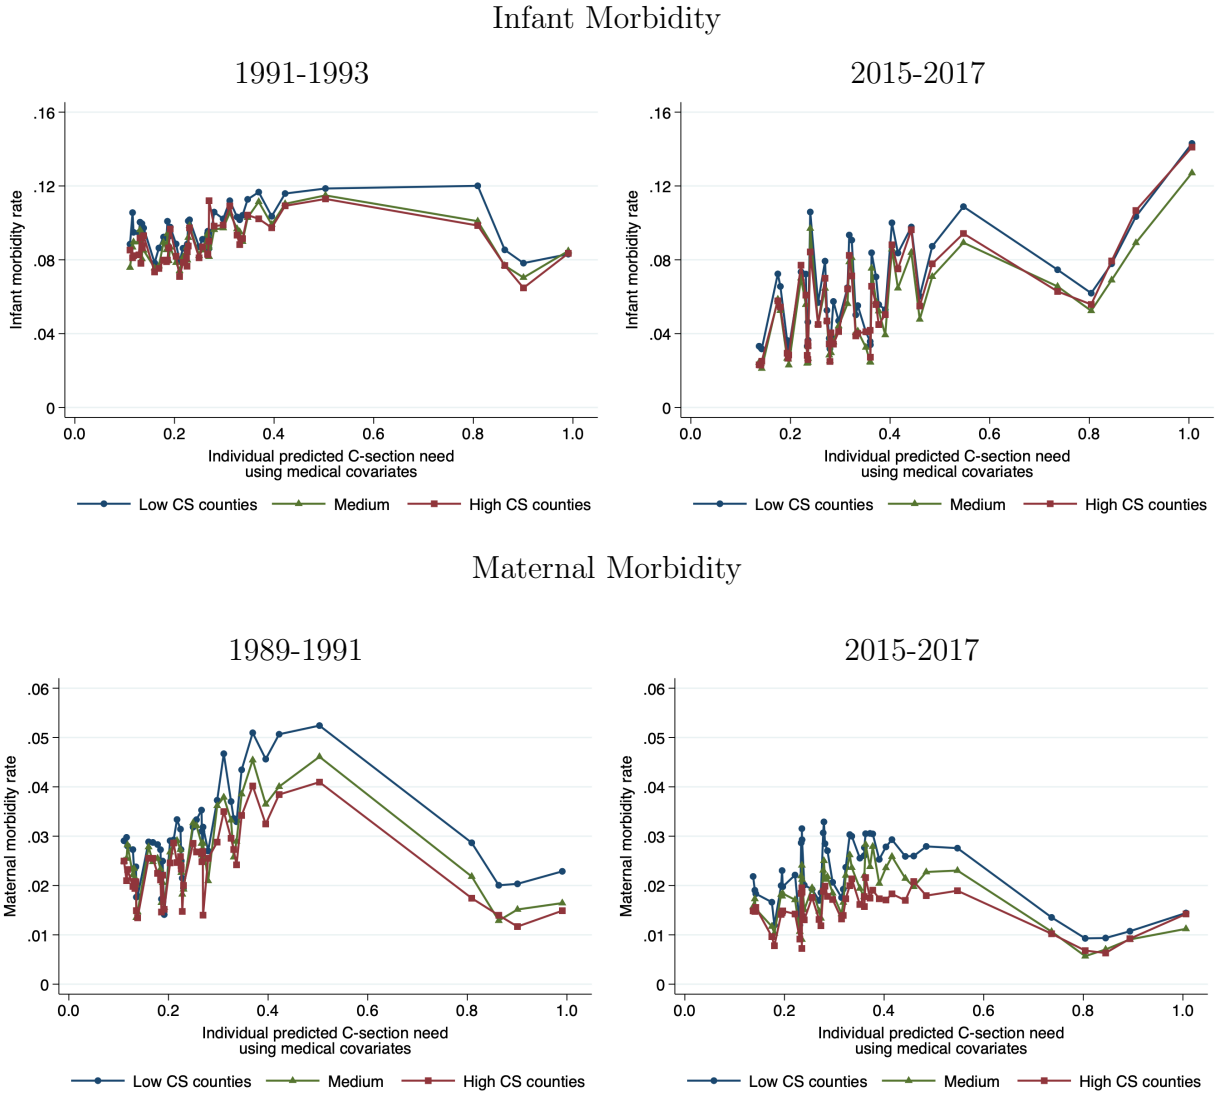 Infant Morbidity
1991-1993
2015-2017
Infant morbidity rate
.16
.12
.08
.04
0
0.0 0.2 0.4 0.6 0.8 1.0
Individual predicted C-section need
using medical covariates
Low CS counties Medium High CS counties
Infant morbidity rate
.16
.12
.08
.04
0
0.0 0.2 0.4 0.6 0.8 1.0
Individual predicted C-section need
using medical covariates
Low CS counties Medium High CS counties
Maternal Morbidity
1989-1991
2015-2017
Maternal morbidity rate
.06
.05
.04
.03
.02
.01
0
0.0 0.2 0.4 0.6 0.8 1.0
Individual predicted C-section need
using medical covariates
Low CS counties Medium High CS counties
Maternal morbidity rate
.06
.05
.04
.03
.02
.01
0
0.0 0.2 0.4 0.6 0.8 1.0
Individual predicted C-section need
using medical covariates
Low CS counties Medium High CS counties